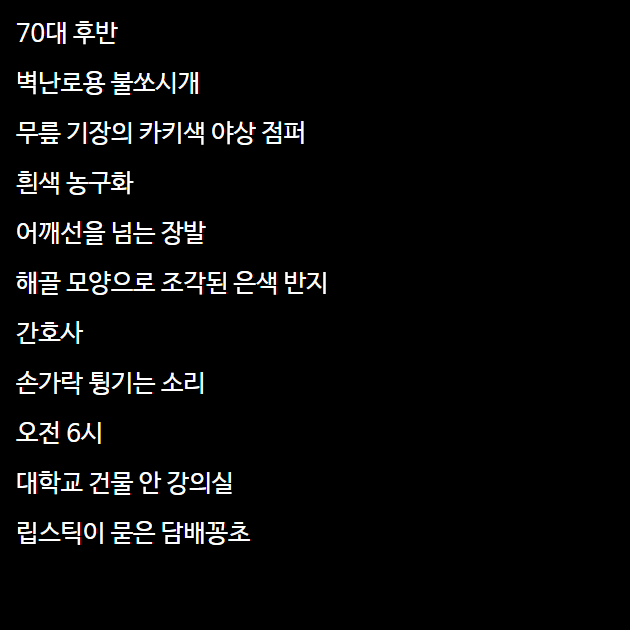 70대 후반
벽난로용 불쏘시개
무릎 기장의 카키색 야상 점퍼
흰색 농구화
어깨선을 넘는 장발
해골 모양으로 조각된 은색 반지
간호사
손가락 튕기는 소리
오전 6시
대학교 건물 안 강의실
립스틱이 묻은 담배꽁초